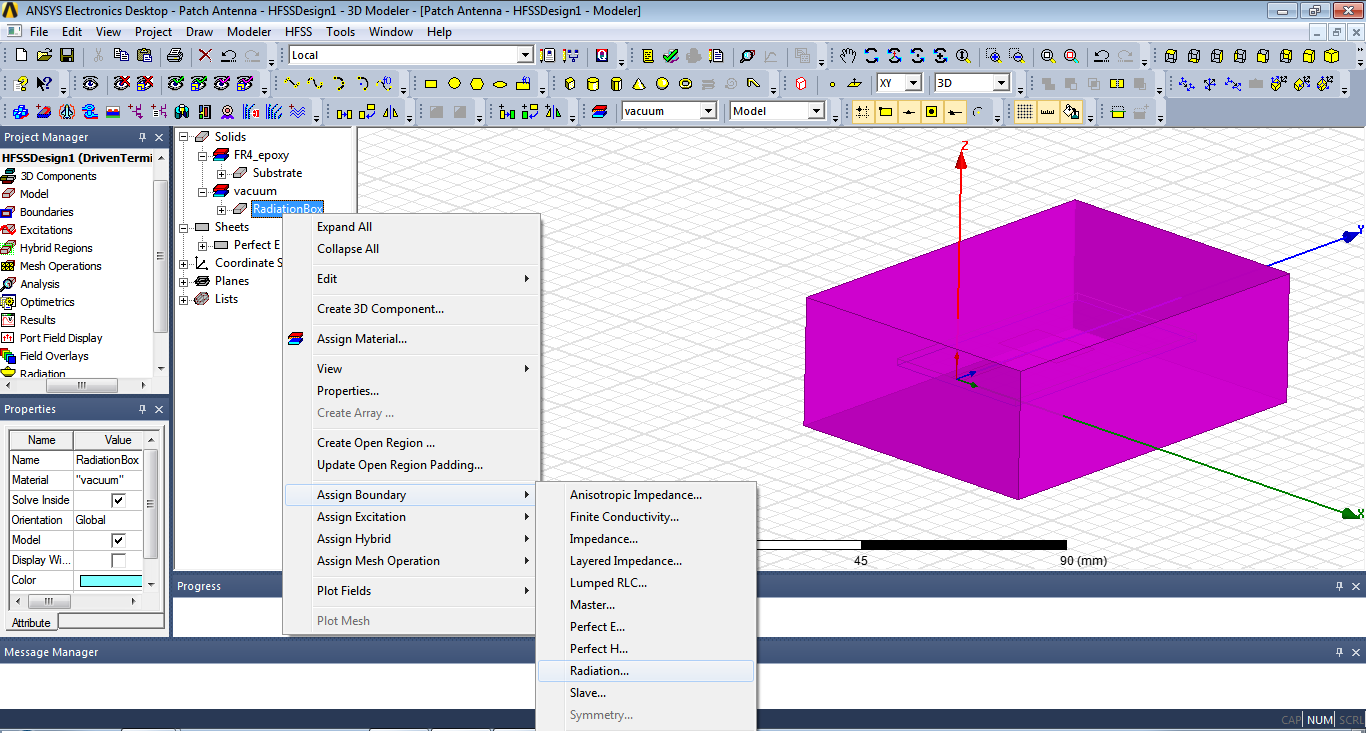 ANSYS Electronics Desktop - Patch Antenna - HFSSDesign1 - 3D Modeler - [Patch Antenna - HFSSDesign1 - Modeler]
File Edit View Project Draw Modeler HFSS Tools Window Help
Local
XY 3D
vacuum Model
Project Manager
HFSSDesign1 (DrivenTermi
3D Components
Model
Boundaries
Excitations
Hybrid Regions
Mesh Operations
Analysis
Optimetrics
Results
Port Field Display
Field Overlays
Radiation
Properties
Name Value
Name RadiationBox
Material "vacuum"
Solve Inside
Orientation Global
Model
Display Wi...
Color
Attribute
Solids
FR4_epoxy
Substrate
vacuum
RadiationBox
Sheets
Perfect E
Coordinate S
Planes
Lists
Expand All
Collapse All
Edit
Create 3D Component...
Assign Material...
View
Properties...
Create Array ...
Create Open Region ...
Update Open Region Padding...
Assign Boundary
Assign Excitation
Assign Hybrid
Assign Mesh Operation
Plot Fields
Plot Mesh
Anisotropic Impedance...
Finite Conductivity...
Impedance...
Layered Impedance...
Lumped RLC...
Master...
Perfect E...
Perfect H...
Radiation...
Slave...
Symmetry...
Z
Y
X
45 90 (mm)
Progress
Message Manager
CAP NUM SCRL